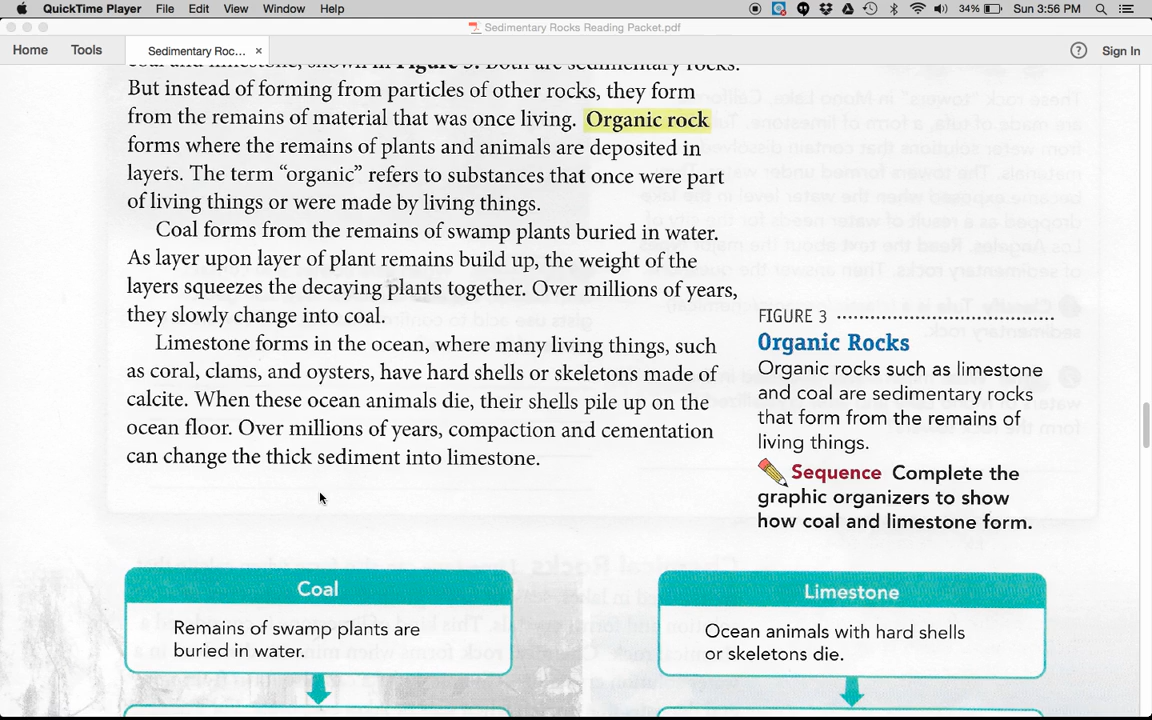 QuickTime Player File Edit View Window Help 34% Sun 3:56 PM
Sedimentary Rocks Reading Packet.pdf
Home Tools Sedimentary Roc... × ? Sign In
coal and limestone, shown in Figure 3. Both are sedimentary rocks.
But instead of forming from particles of other rocks, they form
from the remains of material that was once living. Organic rock
forms where the remains of plants and animals are deposited in
layers. The term “organic” refers to substances that once were part
of living things or were made by living things.
Coal forms from the remains of swamp plants buried in water.
As layer upon layer of plant remains build up, the weight of the
layers squeezes the decaying plants together. Over millions of years,
they slowly change into coal.
Limestone forms in the ocean, where many living things, such
as coral, clams, and oysters, have hard shells or skeletons made of
calcite. When these ocean animals die, their shells pile up on the
ocean floor. Over millions of years, compaction and cementation
can change the thick sediment into limestone.
FIGURE 3
Organic Rocks
Organic rocks such as limestone
and coal are sedimentary rocks
that form from the remains of
living things.
Sequence Complete the
graphic organizers to show
how coal and limestone form.
Coal
Remains of swamp plants are
buried in water.
Limestone
Ocean animals with hard shells
or skeletons die.